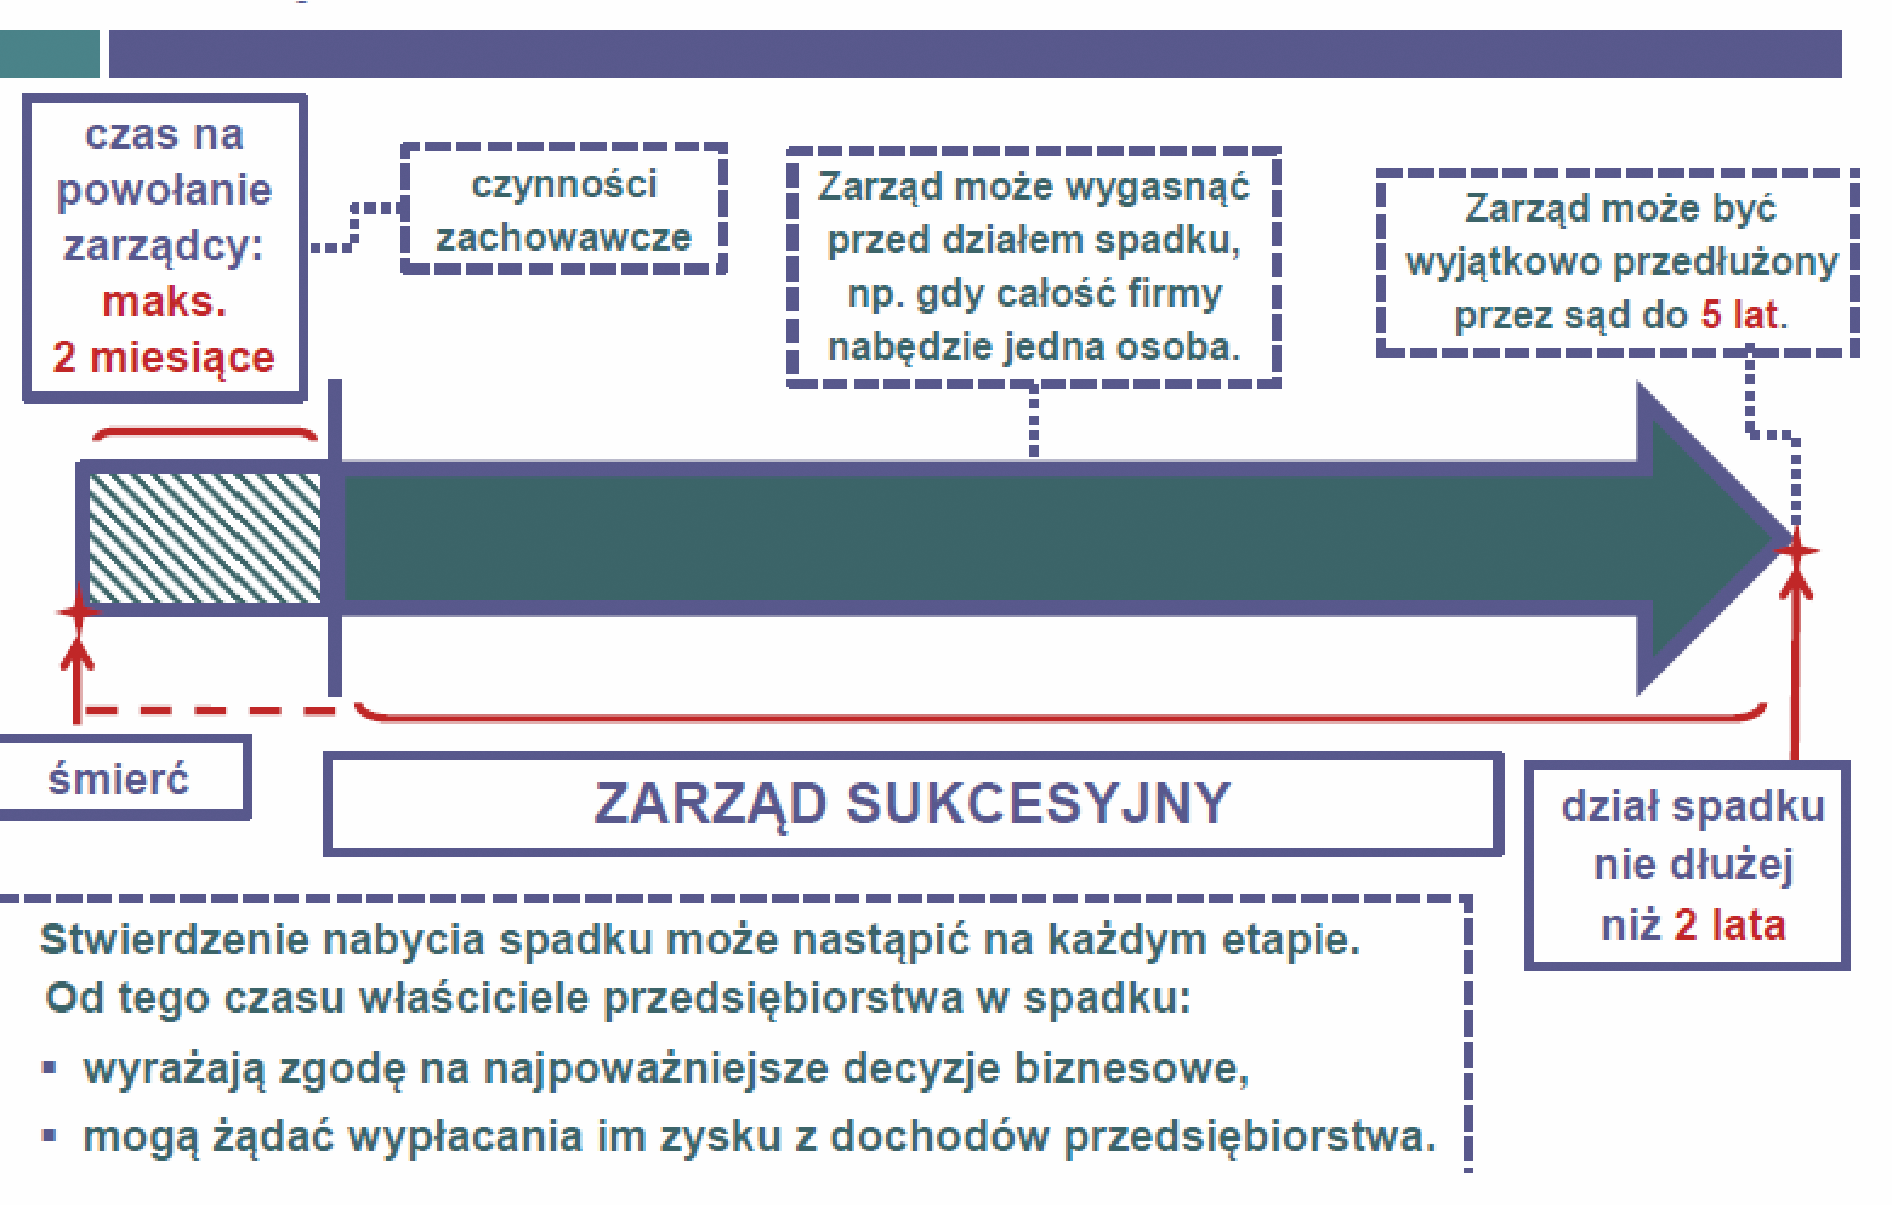 czas na
powołanie
zarządcy:
maks.
2 miesiące
czynności
zachowawcze
Zarząd może wygasnąć
przed działem spadku,
np. gdy całość firmy
nabędzie jedna osoba.
Zarząd może być
wyjątkowo przedłużony
przez sąd do 5 lat.
śmierć
ZARZĄD SUKCESYJNY
dział spadku
nie dłużej
niż 2 lata
Stwierdzenie nabycia spadku może nastąpić na każdym etapie.
Od tego czasu właściciele przedsiębiorstwa w spadku:
▪ wyrażają zgodę na najpoważniejsze decyzje biznesowe,
▪ mogą żądać wypłacania im zysku z dochodów przedsiębiorstwa.